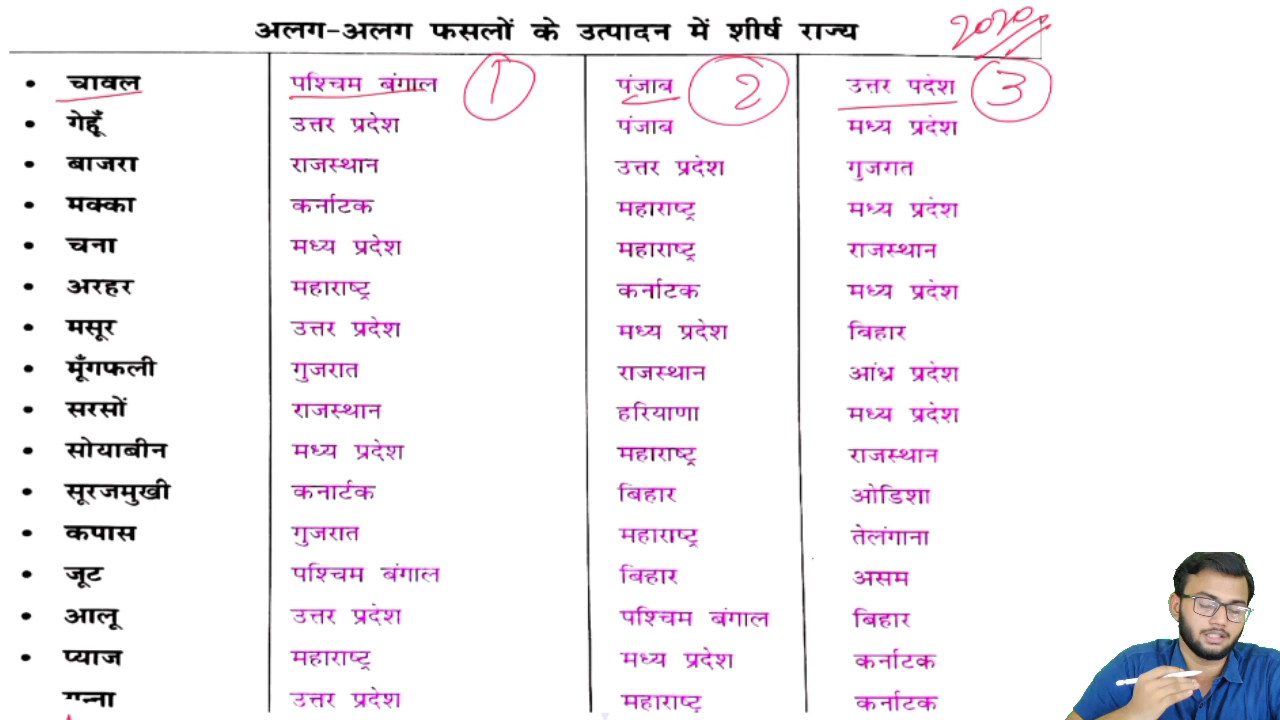 अलग-अलग फसलों के उत्पादन में शीर्ष राज्य 2020
• चावल पश्चिम बंगाल 1 पंजाब 2 उत्तर पदेश 3
• गेहूँ उत्तर प्रदेश पंजाब मध्य प्रदेश
• बाजरा राजस्थान उत्तर प्रदेश गुजरात
• मक्का कर्नाटक महाराष्ट्र मध्य प्रदेश
• चना मध्य प्रदेश महाराष्ट्र राजस्थान
• अरहर महाराष्ट्र कर्नाटक मध्य प्रदेश
• मसूर उत्तर प्रदेश मध्य प्रदेश बिहार
• मूँगफली गुजरात राजस्थान आंध्र प्रदेश
• सरसों राजस्थान हरियाणा मध्य प्रदेश
• सोयाबीन मध्य प्रदेश महाराष्ट्र राजस्थान
• सूरजमुखी कनार्टक बिहार ओडिशा
• कपास गुजरात महाराष्ट्र तेलंगाना
• जूट पश्चिम बंगाल बिहार असम
• आलू उत्तर प्रदेश पश्चिम बंगाल बिहार
• प्याज महाराष्ट्र मध्य प्रदेश कर्नाटक
गन्ना उत्तर प्रदेश महाराष्ट्र कर्नाटक